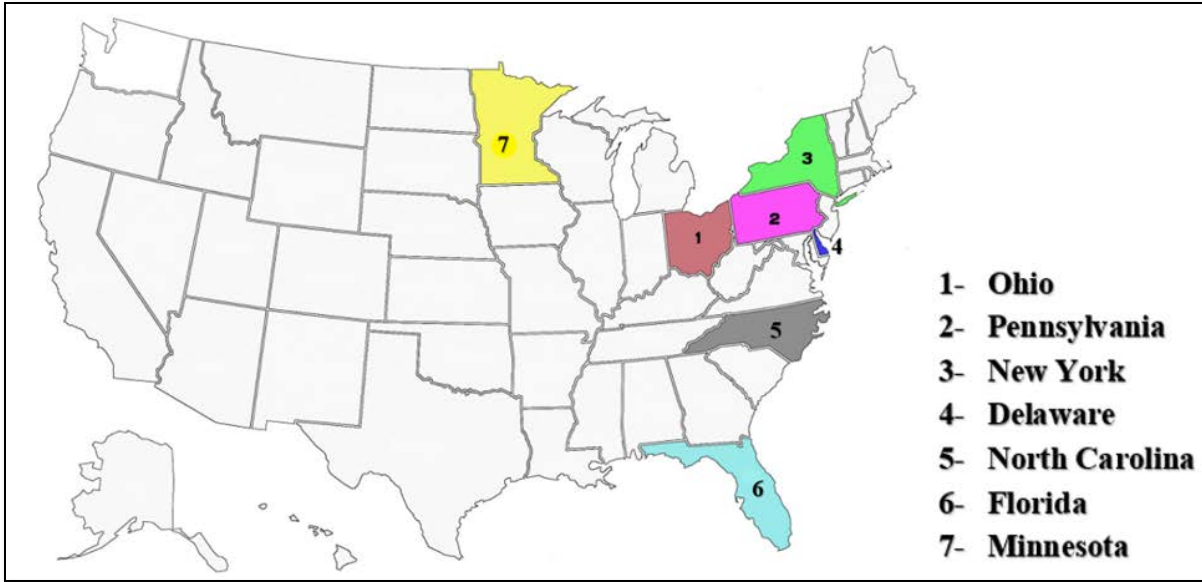 7
3
2
1
4
5
6
1- Ohio
2- Pennsylvania
3- New York
4- Delaware
5- North Carolina
6- Florida
7- Minnesota